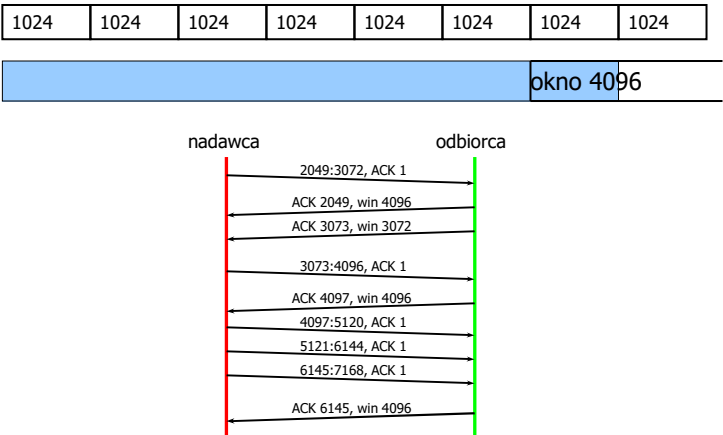 1024 1024 1024 1024 1024 1024 1024 1024
okno 4096
nadawca odbiorca
2049:3072, ACK 1
ACK 2049, win 4096
ACK 3073, win 3072
3073:4096, ACK 1
ACK 4097, win 4096
4097:5120, ACK 1
5121:6144, ACK 1
6145:7168, ACK 1
ACK 6145, win 4096